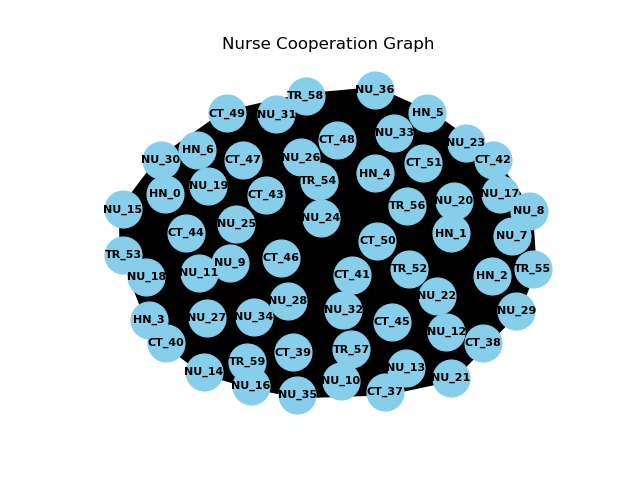 Nurse Cooperation Graph
NU_36
TR_58
CT_49
NU_31
HN_5
NU_33
CT_48
NU_23
HN_6
NU_26
CT_47
NU_30
CT_42
CT_51
HN_4
TR_54
NU_19
HN_0
CT_43
NU_17
NU_20
TR_56
NU_15
NU_8
NU_24
NU_25
CT_44
HN_1
NU_7
CT_50
TR_53
CT_46
NU_9
TR_52
TR_55
NU_11
CT_41
HN_2
NU_18
NU_22
NU_28
NU_32
NU_29
NU_34
NU_27
HN_3
CT_45
NU_12
CT_40
CT_38
TR_57
CT_39
TR_59
NU_13
NU_14
NU_21
NU_10
NU_16
CT_37
NU_35